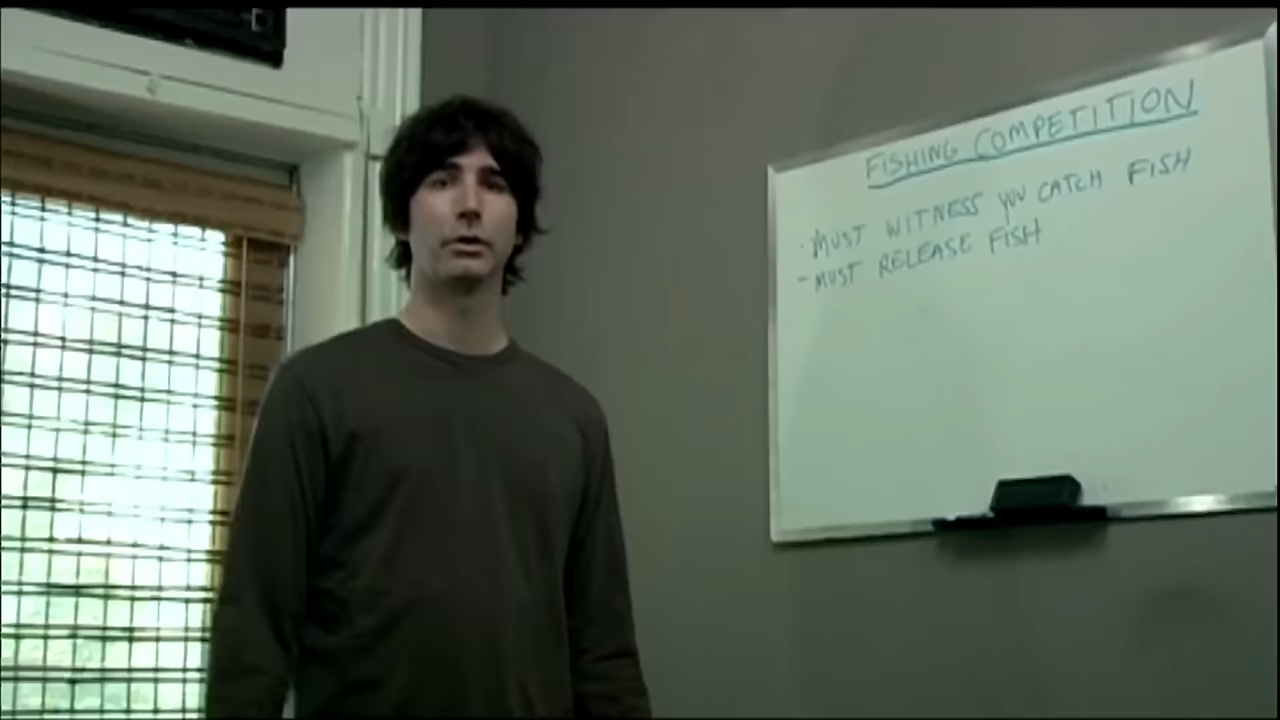 FISHING COMPETITION
- MUST WITNESS YOU CATCH FISH
- MUST RELEASE FISH